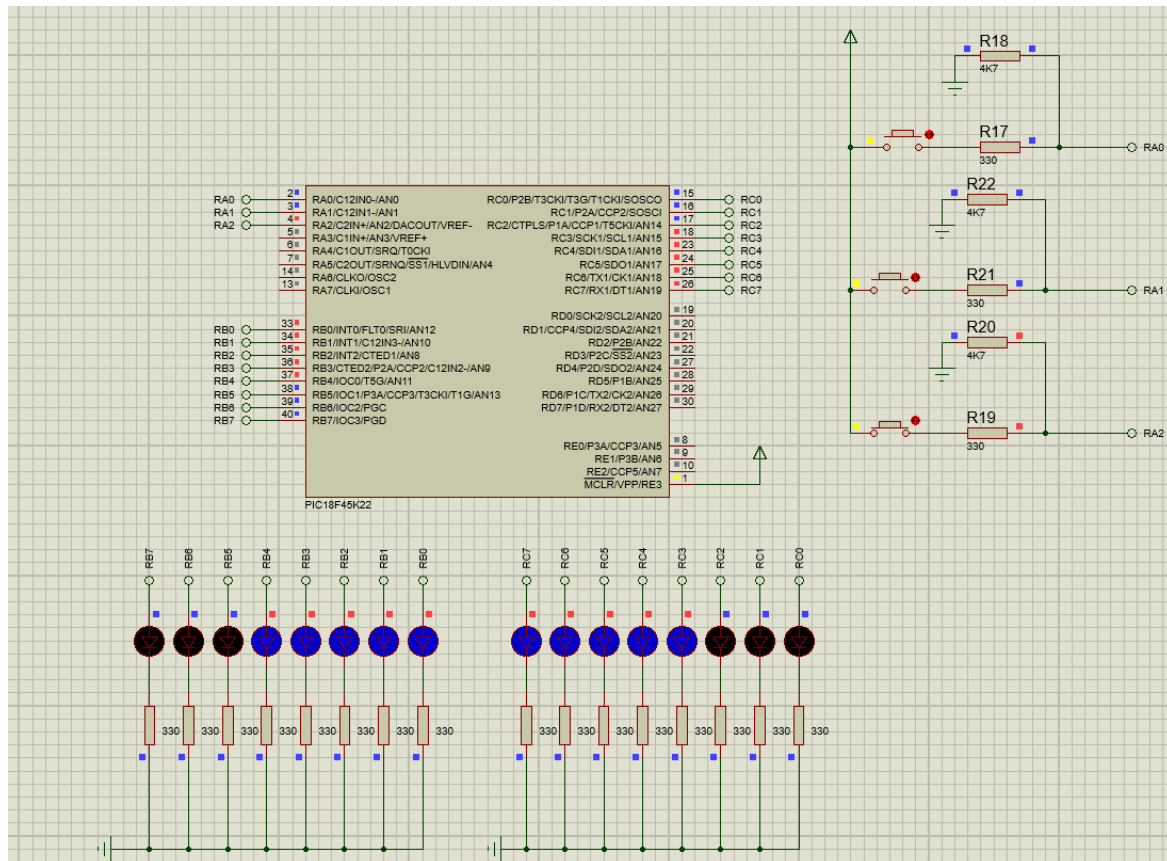 R18
4K7
R17
330
RA0
R22
4K7
R21
330
RA1
R20
4K7
R19
330
RA2
RA0 2 RA0/C12IN0-/AN0 RC0/P2B/T3CKI/T3G/T1CKI/SOSCO 15 RC0
RA1 3 RA1/C12IN1-/AN1 RC1/P2A/CCP2/SOSCI 16 RC1
RA2 4 RA2/C2IN+/AN2/DACOUT/VREF- RC2/CTPLS/P1A/CCP1/T5CKI/AN14 17 RC2
5 RA3/C1IN+/AN3/VREF+ RC3/SCK1/SCL1/AN15 18 RC3
6 RA4/C1OUT/SRQ/T0CKI RC4/SDI1/SDA1/AN16 23 RC4
7 RA5/C2OUT/SRNQ/SS1/HLVDIN/AN4 RC5/SDO1/AN17 24 RC5
14 RA6/CLKO/OSC2 RC6/TX1/CK1/AN18 25 RC6
13 RA7/CLKI/OSC1 RC7/RX1/DT1/AN19 26 RC7
RD0/SCK2/SCL2/AN20 19
RB0 33 RB0/INT0/FLT0/SRI/AN12 RD1/CCP4/SDI2/SDA2/AN21 20
RB1 34 RB1/INT1/C12IN3-/AN10 RD2/P2B/AN22 21
RB2 35 RB2/INT2/CTED1/AN8 RD3/P2C/SS2/AN23 22
RB3 36 RB3/CTED2/P2A/CCP2/C12IN2-/AN9 RD4/P2D/SDO2/AN24 27
RB4 37 RB4/IOC0/T5G/AN11 RD5/P1B/AN25 28
RB5 38 RB5/IOC1/P3A/CCP3/T3CKI/T1G/AN13 RD6/P1C/TX2/CK2/AN26 29
RB6 39 RB6/IOC2/PGC RD7/P1D/RX2/DT2/AN27 30
RB7 40 RB7/IOC3/PGD
RE0/P3A/CCP3/AN5 8
RE1/P3B/AN6 9
RE2/CCP5/AN7 10
MCLR/VPP/RE3 1
PIC18F45K22
RB7 RB6 RB5 RB4 RB3 RB2 RB1 RB0 RC7 RC6 RC5 RC4 RC3 RC2 RC1 RC0
330 330 330 330 330 330 330 330 330 330 330 330 330 330 330 330